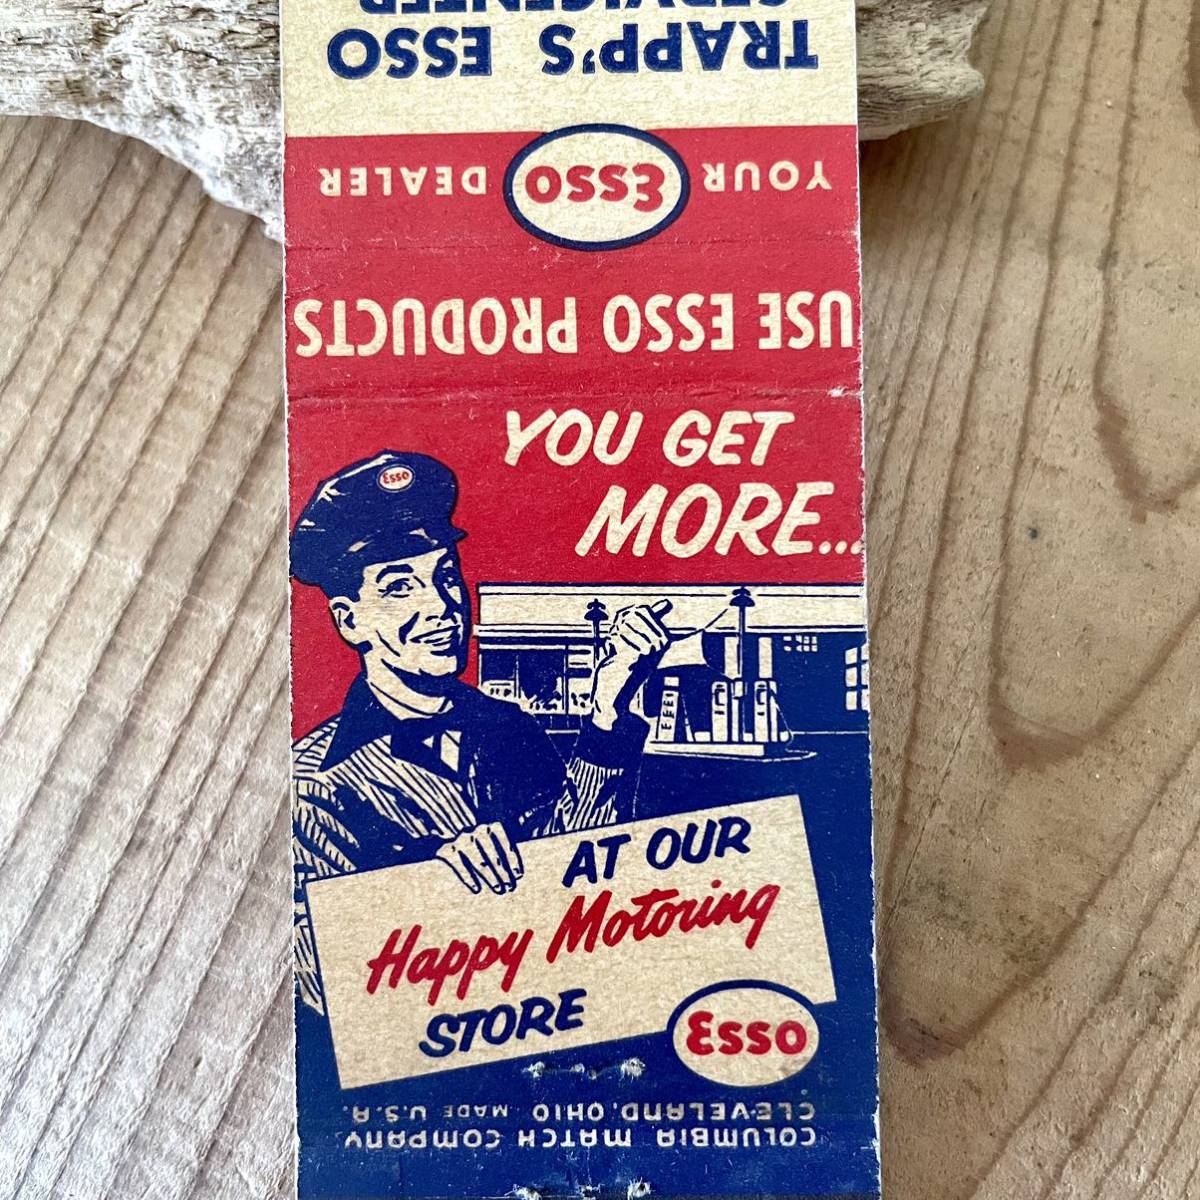 TRAPP'S ESSO
SERVICENTER
YOUR Esso DEALER
USE ESSO PRODUCTS
YOU GET
MORE...
Esso
AT OUR
Happy Motoring
STORE
Esso
COLUMBIA MATCH COMPANY
CLEVELAND, OHIO MADE U.S.A.